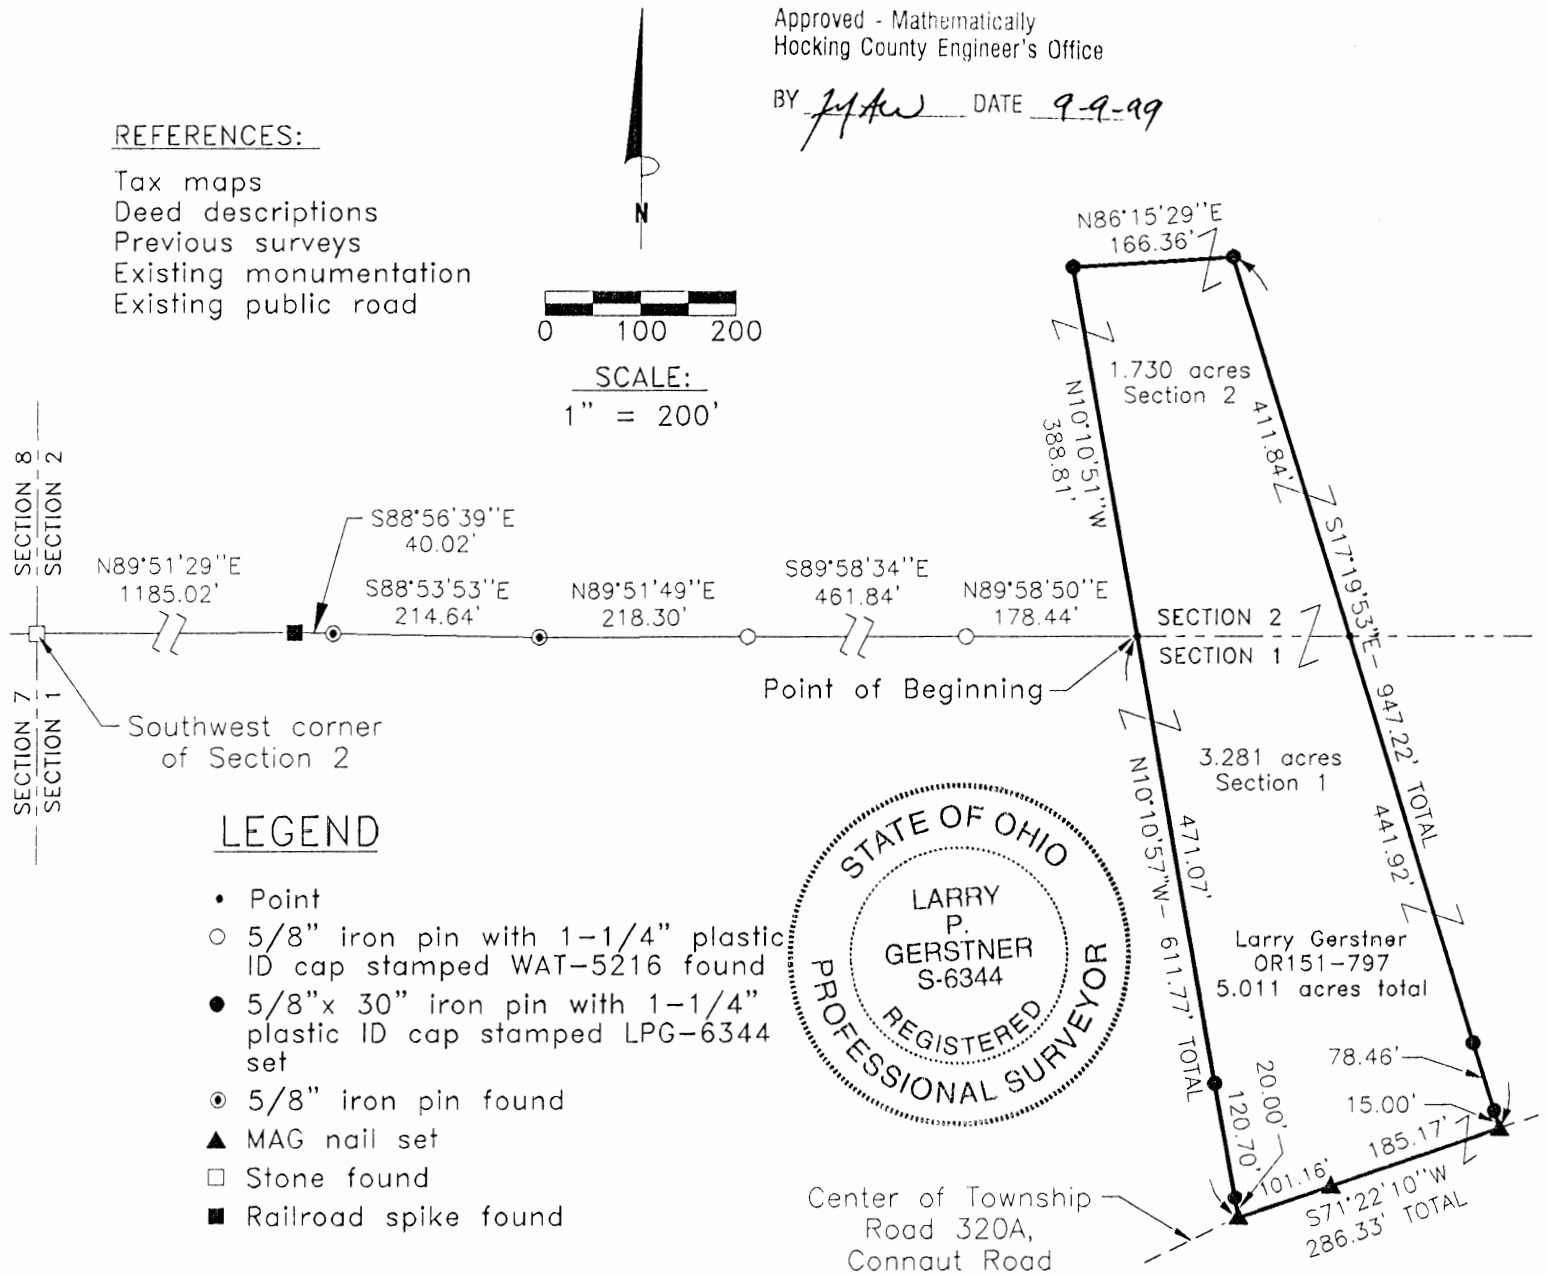 Approved - Mathematically
Hocking County Engineer's Office
BY DATE 9-9-99
REFERENCES:
Tax maps
Deed descriptions
Previous surveys
Existing monumentation
Existing public road
N
0 100 200
SCALE:
1" = 200'
N86°15'29"E
166.36'
1.730 acres
Section 2
N10°10'51"W
388.81'
411.84'
S17°19'53"E- 947.22' TOTAL
SECTION 8
SECTION 2
SECTION 7
SECTION 1
N89°51'29"E
1185.02'
S88°56'39"E
40.02'
S88°53'53"E
214.64'
N89°51'49"E
218.30'
S89°58'34"E
461.84'
N89°58'50"E
178.44'
SECTION 2
SECTION 1
Point of Beginning
Southwest corner
of Section 2
3.281 acres
Section 1
471.07'
N10°10'57"W- 611.77' TOTAL
441.92'
LEGEND
Point
5/8" iron pin with 1-1/4" plastic
ID cap stamped WAT-5216 found
5/8"x 30" iron pin with 1-1/4"
plastic ID cap stamped LPG-6344
set
5/8" iron pin found
MAG nail set
Stone found
Railroad spike found
STATE OF OHIO
LARRY
P.
GERSTNER
S-6344
REGISTERED
PROFESSIONAL SURVEYOR
Larry Gerstner
OR151-797
5.011 acres total
78.46'
15.00'
20.00'
120.70'
101.16'
185.17'
S71°22'10"W
286.33' TOTAL
Center of Township
Road 320A,
Connaut Road